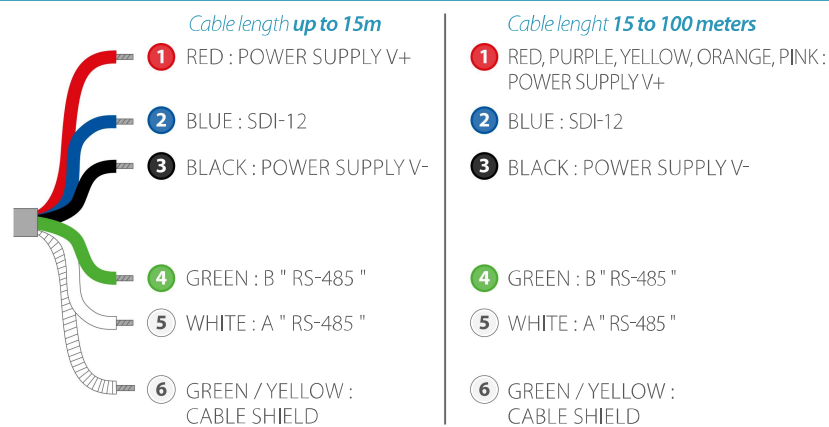 Cable length up to 15m
1 RED : POWER SUPPLY V+
2 BLUE : SDI-12
3 BLACK : POWER SUPPLY V-
4 GREEN : B " RS-485 "
5 WHITE : A " RS-485 "
6 GREEN / YELLOW :
CABLE SHIELD
Cable lenght 15 to 100 meters
1 RED, PURPLE, YELLOW, ORANGE, PINK :
POWER SUPPLY V+
2 BLUE : SDI-12
3 BLACK : POWER SUPPLY V-
4 GREEN : B " RS-485 "
5 WHITE : A " RS-485 "
6 GREEN / YELLOW :
CABLE SHIELD